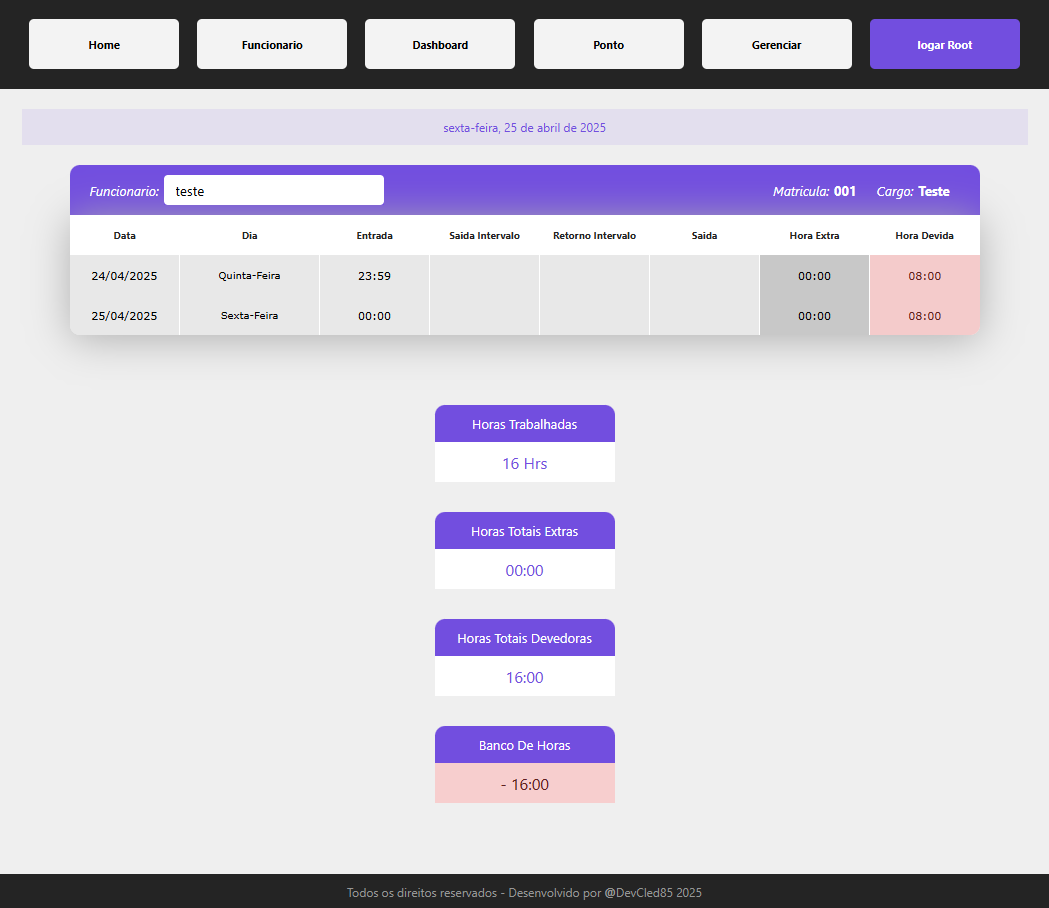 Home Funcionario Dashboard Ponto Gerenciar logar Root
sexta-feira, 25 de abril de 2025
Funcionario: teste Matricula: 001 Cargo: Teste
Data Dia Entrada Saida Intervalo Retorno Intervalo Saida Hora Extra Hora Devida
24/04/2025 Quinta-Feira 23:59 00:00 08:00
25/04/2025 Sexta-Feira 00:00 00:00 08:00
Horas Trabalhadas
16 Hrs
Horas Totais Extras
00:00
Horas Totais Devedoras
16:00
Banco De Horas
- 16:00
Todos os direitos reservados - Desenvolvido por @DevCled85 2025